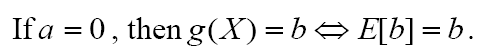 If a = 0 , then g(X) = b ⇔ E[b] = b.